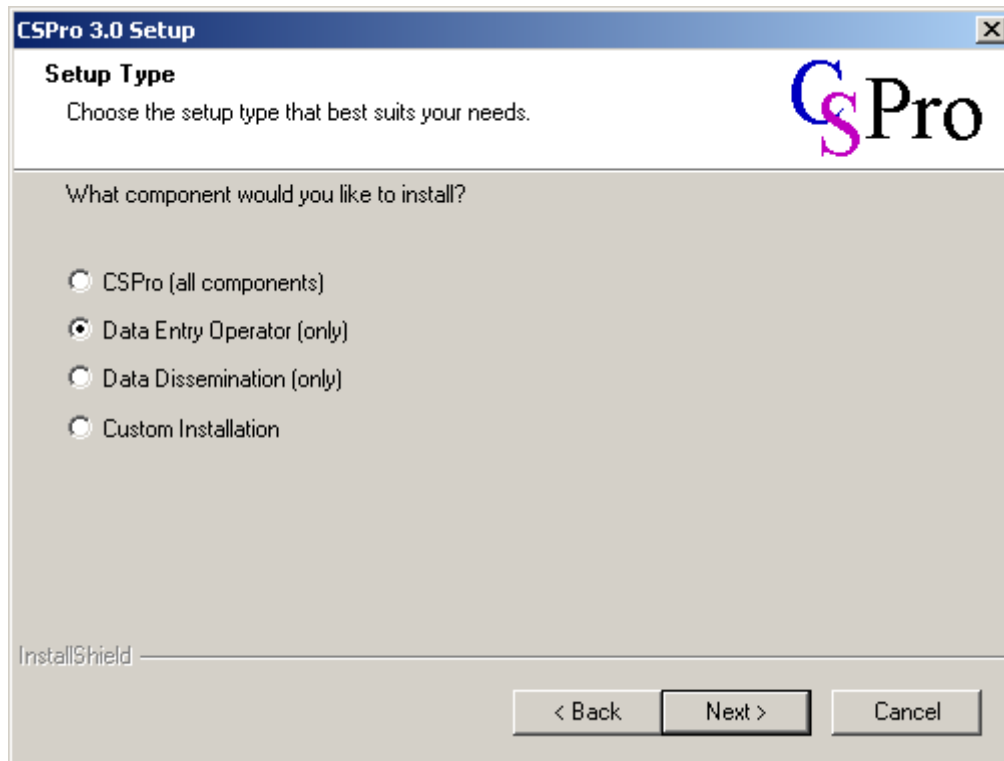 CSPro 3.0 Setup
Setup Type
Choose the setup type that best suits your needs.
CSPro
What component would you like to install?
CSPro (all components)
Data Entry Operator (only)
Data Dissemination (only)
Custom Installation
InstallShield
< Back Next > Cancel